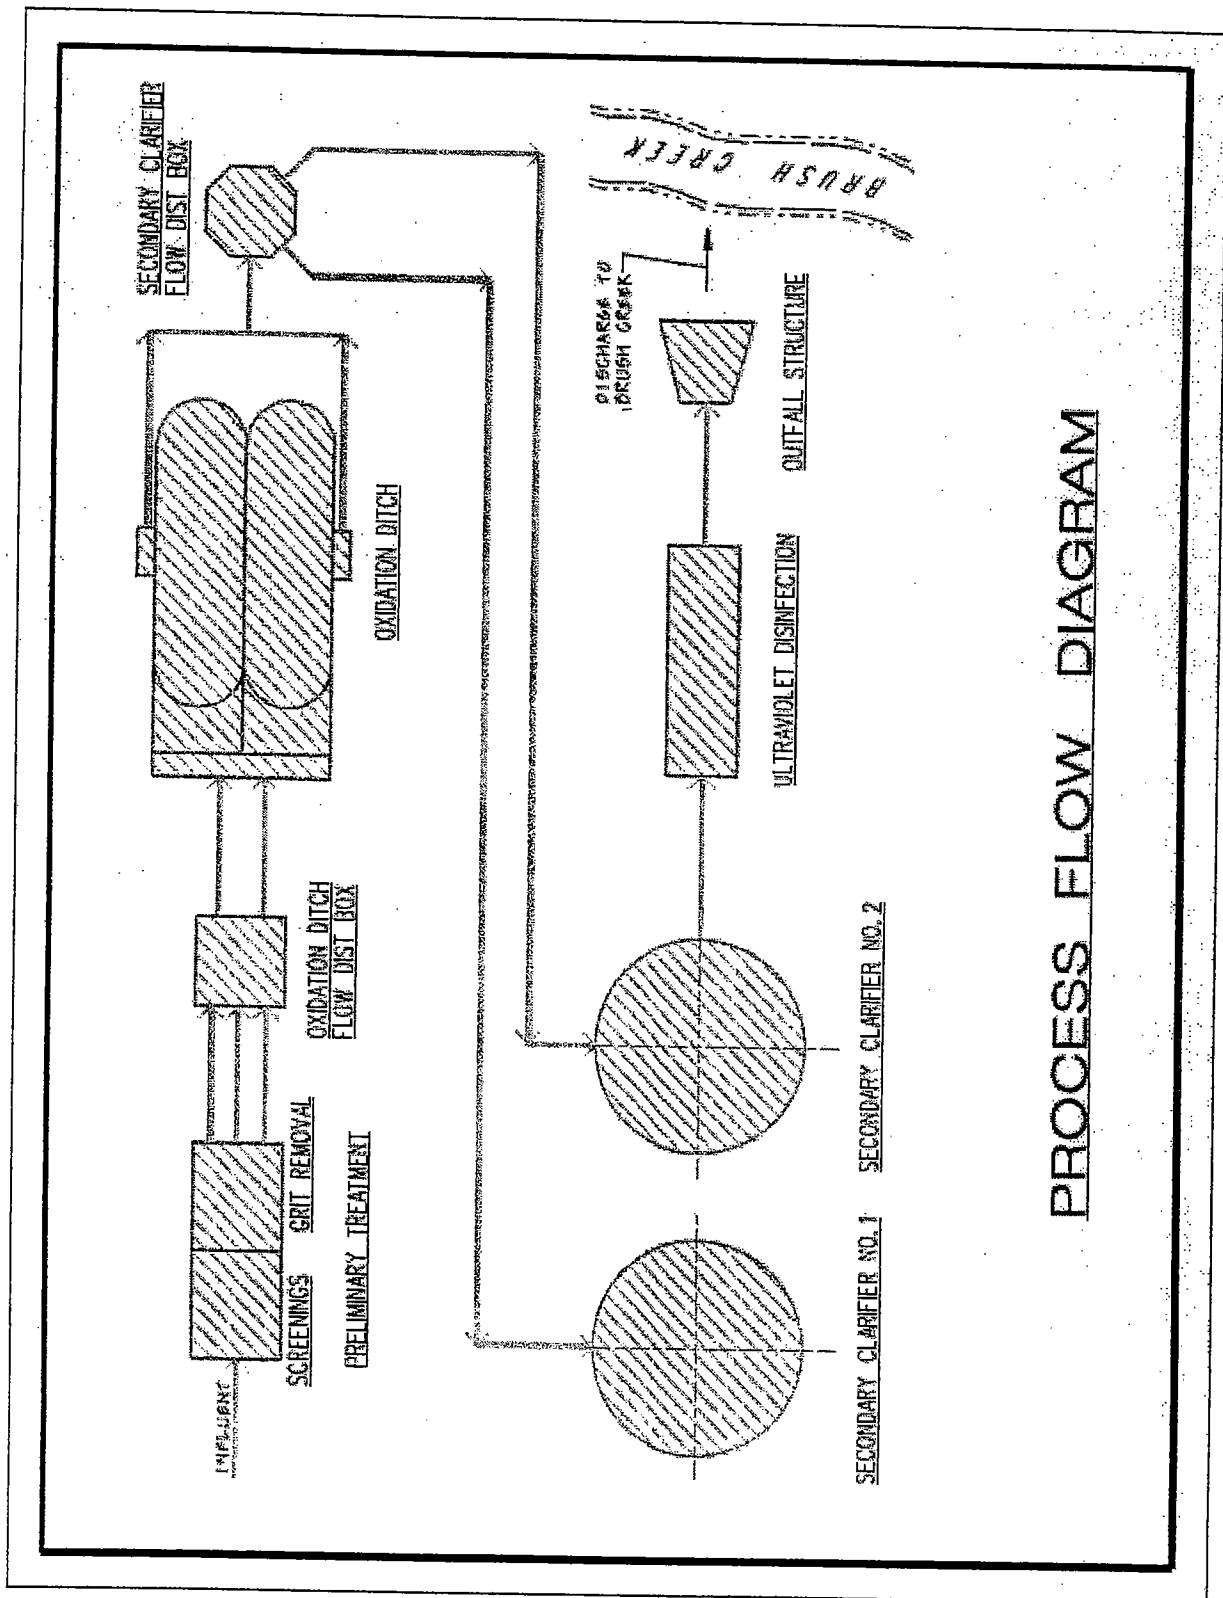 INFLUENT
SCREENINGS
GRIT REMOVAL
PRELIMINARY TREATMENT
OXIDATION DITCH
FLOW DIST BOX
OXIDATION DITCH
SECONDARY CLARIFIER
FLOW DIST BOX
SECONDARY CLARIFIER NO. 1
SECONDARY CLARIFIER NO. 2
ULTRAVIOLET DISINFECTION
OUTFALL STRUCTURE
DISCHARGE TO
BRUSH CREEK
BRUSH CREEK
PROCESS FLOW DIAGRAM